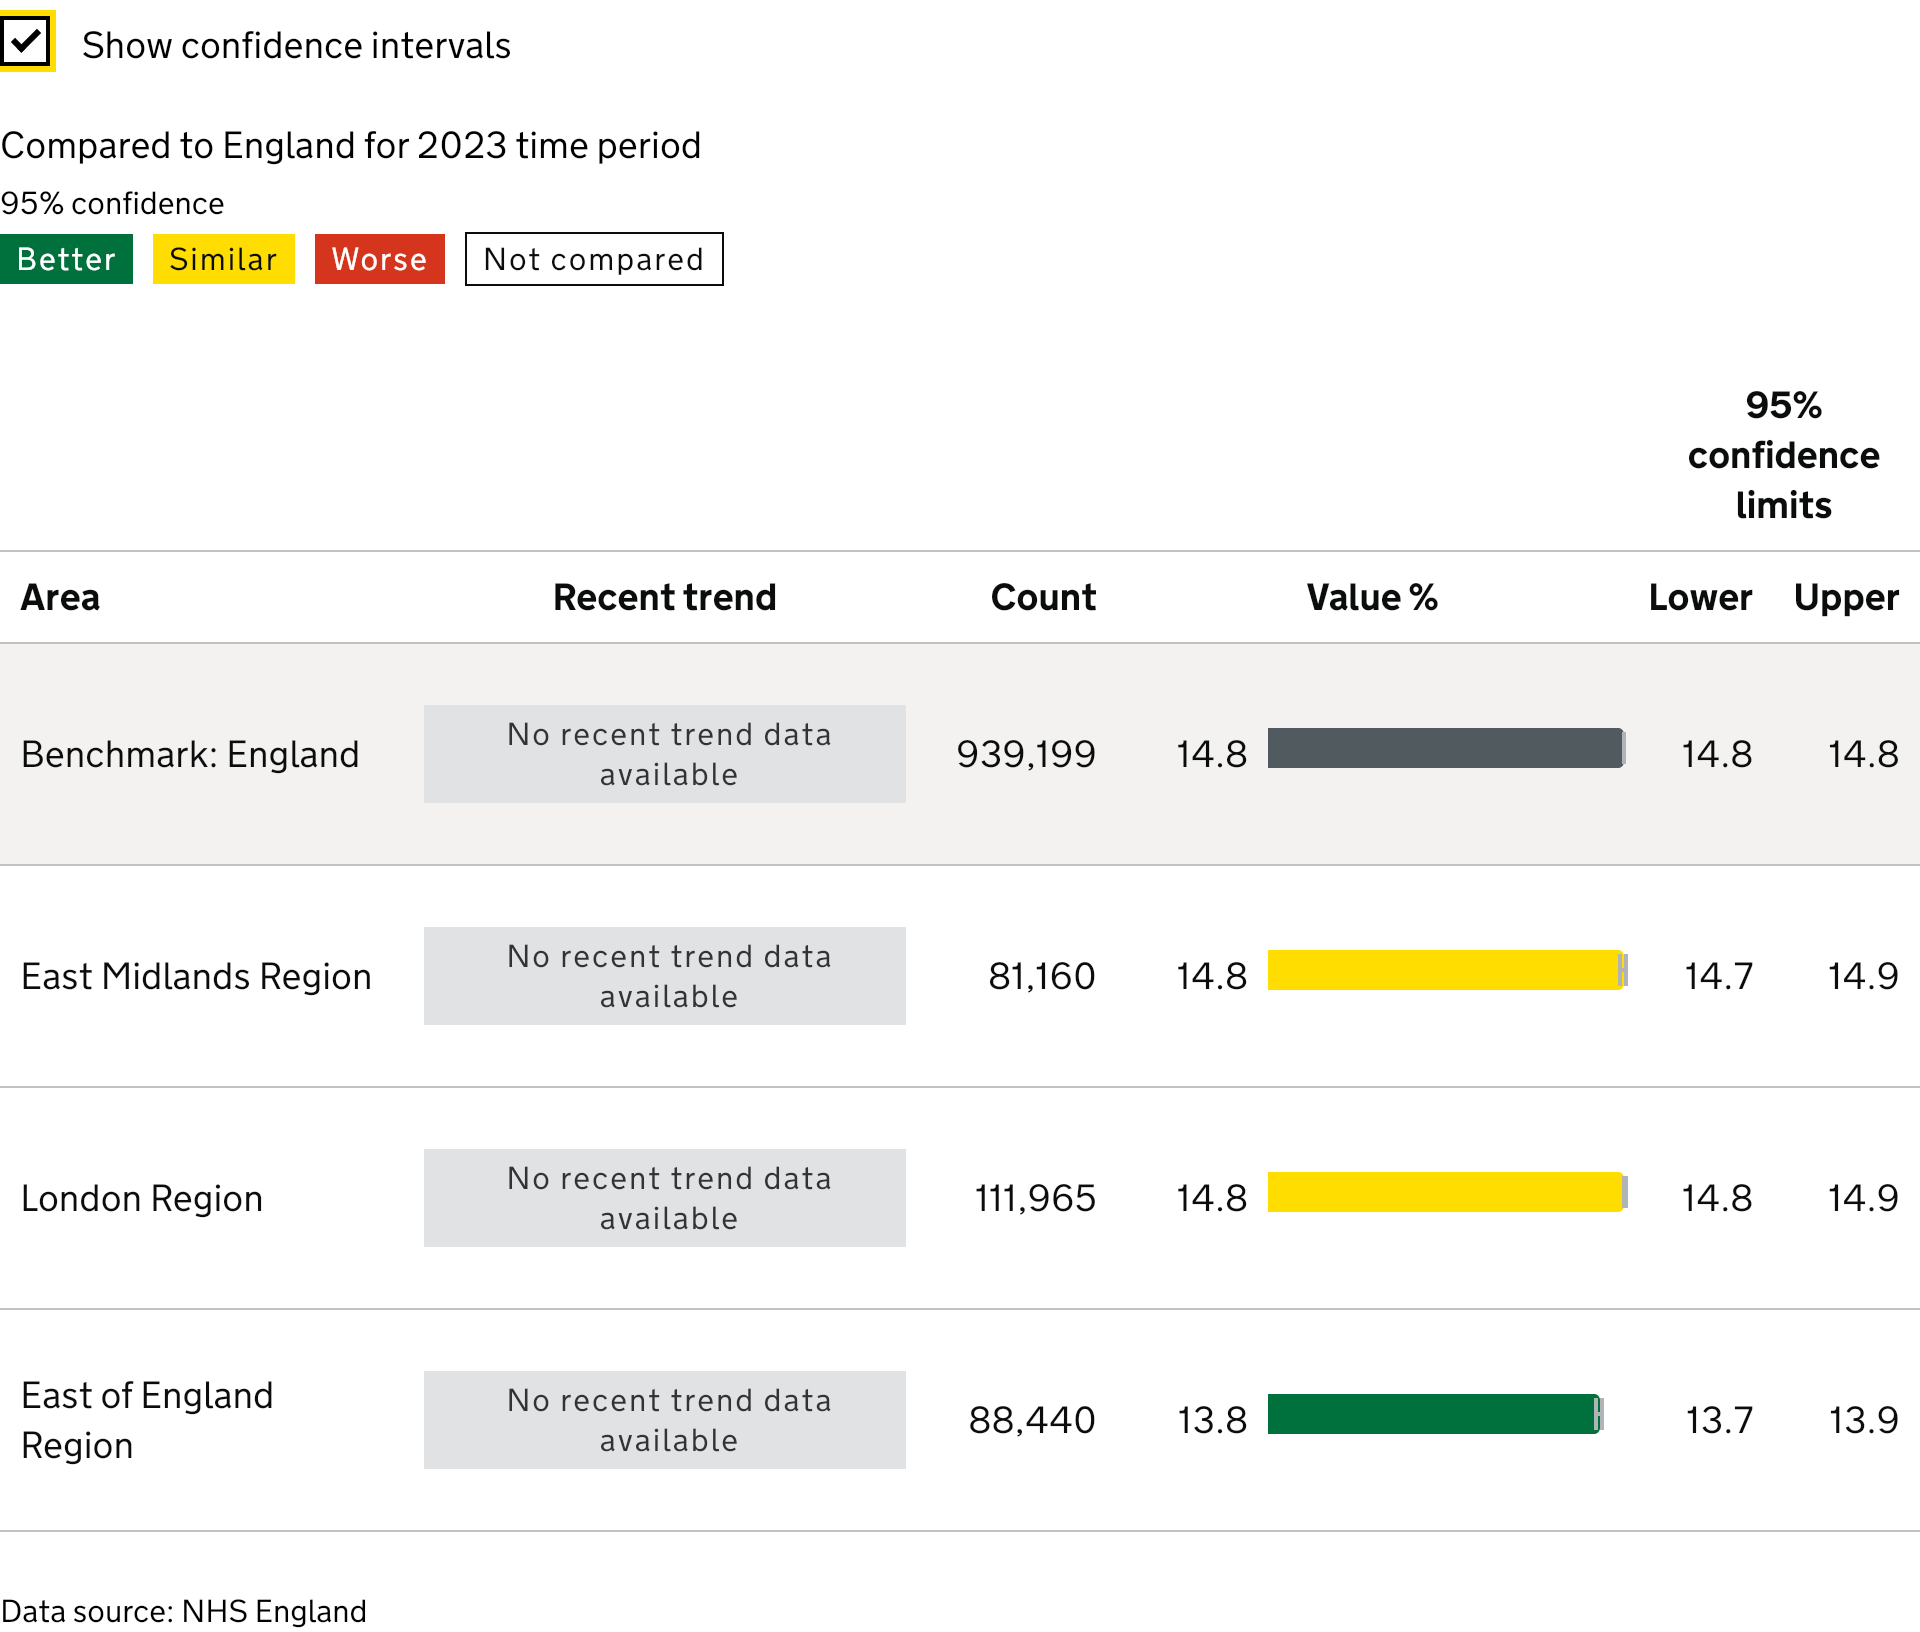 Show confidence intervals
Compared to England for 2023 time period
95% confidence
Better Similar Worse Not compared
95%
confidence
limits
Area Recent trend Count Value % Lower Upper
Benchmark: England No recent trend data available 939,199 14.8 14.8 14.8
East Midlands Region No recent trend data available 81,160 14.8 14.7 14.9
London Region No recent trend data available 111,965 14.8 14.8 14.9
East of England Region No recent trend data available 88,440 13.8 13.7 13.9
Data source: NHS England